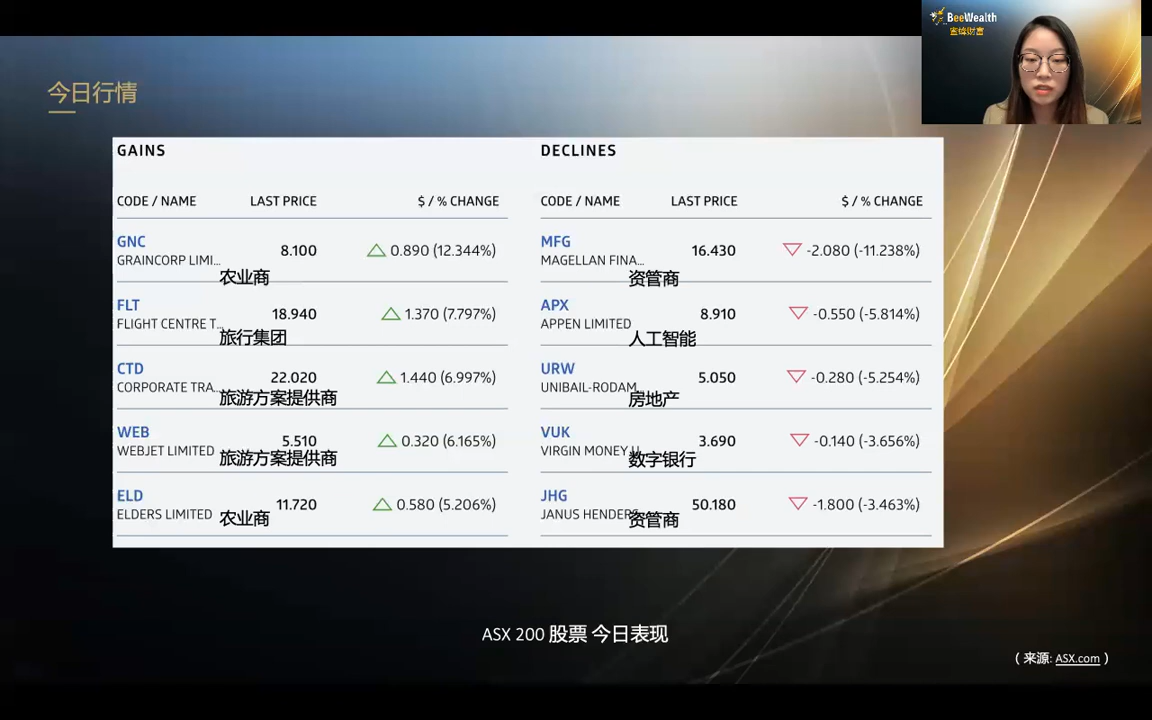 BeeWealth
蜜蜂财富
今日行情
GAINS
CODE / NAME LAST PRICE $ / % CHANGE
GNC 8.100 0.890 (12.344%)
GRAINCORP LIMI...
农业商
FLT 18.940 1.370 (7.797%)
FLIGHT CENTRE T...
旅行集团
CTD 22.020 1.440 (6.997%)
CORPORATE TRA...
旅游方案提供商
WEB 5.510 0.320 (6.165%)
WEBJET LIMITED
旅游方案提供商
ELD 11.720 0.580 (5.206%)
ELDERS LIMITED
农业商
DECLINES
CODE / NAME LAST PRICE $ / % CHANGE
MFG 16.430 -2.080 (-11.238%)
MAGELLAN FINA...
资管商
APX 8.910 -0.550 (-5.814%)
APPEN LIMITED
人工智能
URW 5.050 -0.280 (-5.254%)
UNIBAIL-RODAM...
房地产
VUK 3.690 -0.140 (-3.656%)
VIRGIN MONEY
数字银行
JHG 50.180 -1.800 (-3.463%)
JANUS HENDER
资管商
ASX 200 股票 今日表现
( 来源: ASX.com )